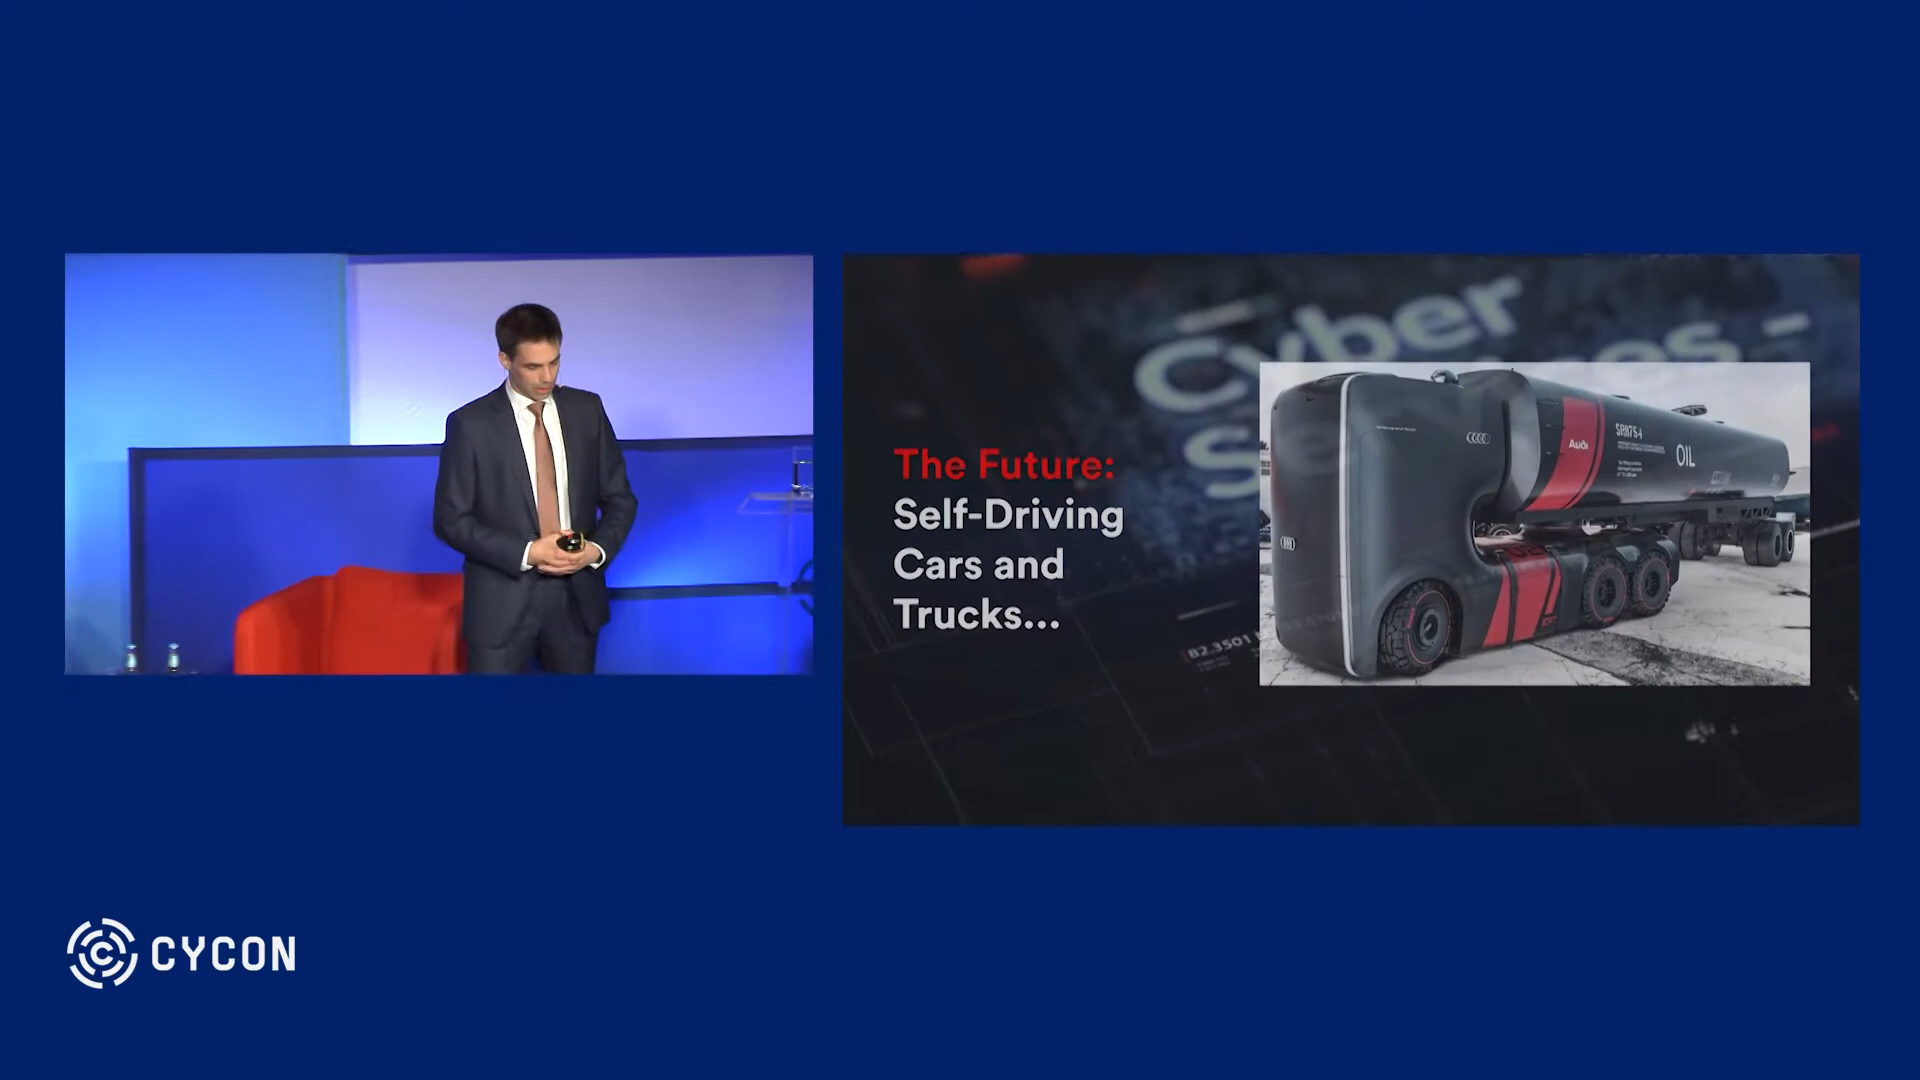 Cyber
The Future:
Self-Driving
Cars and
Trucks...
Audi
OIL
82.3501
CYCON